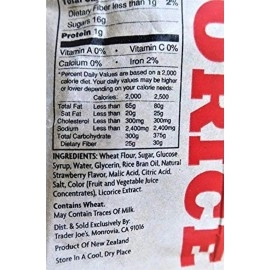 Dietary Fiber less than 1g 2%
Sugars 16g
Protein 1g
Vitamin A 0% • Vitamin C 0%
Calcium 0% • Iron 2%
*Percent Daily Values are based on a 2,000
calorie diet. Your daily values may be higher
or lower depending on your calorie needs:
Calories: 2,000 2,500
Total Fat Less than 65g 80g
Sat Fat Less than 20g 25g
Cholesterol Less than 300mg 300mg
Sodium Less than 2,400mg 2,400mg
Total Carbohydrate 300g 375g
Dietary Fiber 25g 30g
INGREDIENTS: Wheat Flour, Sugar, Glucose
Syrup, Water, Glycerin, Rice Bran Oil, Natural
Strawberry Flavor, Malic Acid, Citric Acid,
Salt, Color (Fruit and Vegetable Juice
Concentrates), Licorice Extract.
Contains Wheat.
May Contain Traces Of Milk.
Dist. & Sold Exclusively By:
Trader Joe's, Monrovia, CA 91016
Product Of New Zealand
Store In A Cool, Dry Place
ORICE